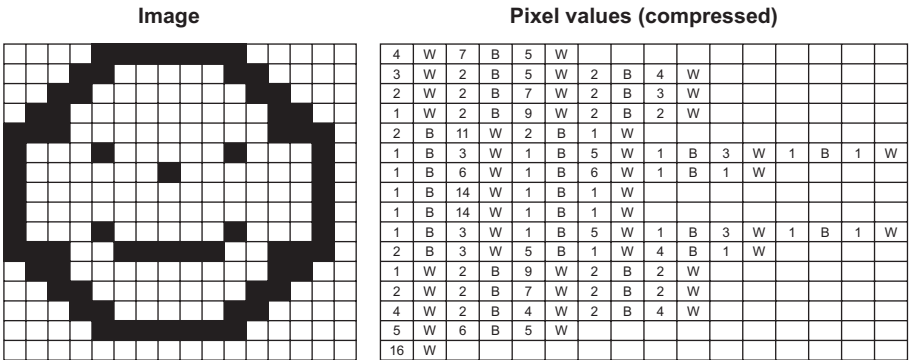 Image Pixel values (compressed)
4 W 7 B 5 W
3 W 2 B 5 W 2 B 4 W
2 W 2 B 7 W 2 B 3 W
1 W 2 B 9 W 2 B 2 W
2 B 11 W 2 B 1 W
1 B 3 W 1 B 5 W 1 B 3 W 1 B 1 W
1 B 6 W 1 B 6 W 1 B 1 W
1 B 14 W 1 B 1 W
1 B 14 W 1 B 1 W
1 B 3 W 1 B 5 W 1 B 3 W 1 B 1 W
2 B 3 W 5 B 1 W 4 B 1 W
1 W 2 B 9 W 2 B 2 W
2 W 2 B 7 W 2 B 2 W
4 W 2 B 4 W 2 B 4 W
5 W 6 B 5 W
16 W